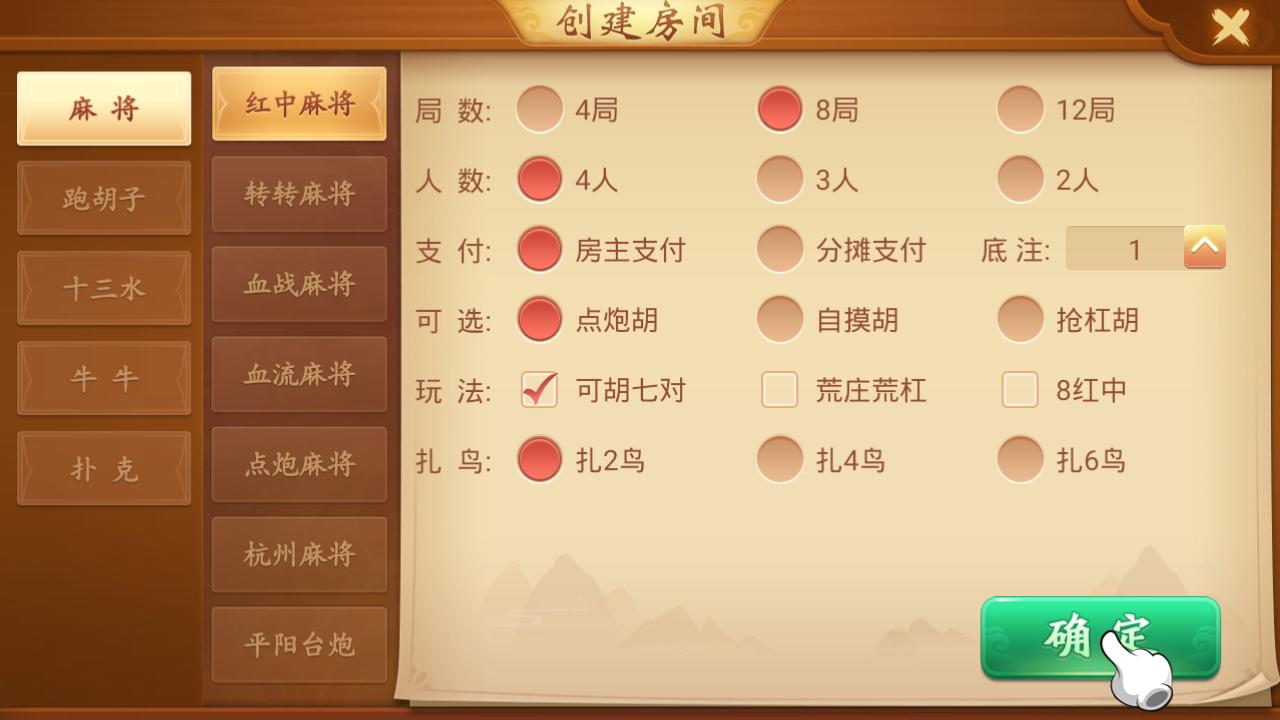 创建房间
麻将
跑胡子
十三水
牛牛
扑克
红中麻将
转转麻将
血战麻将
血流麻将
点炮麻将
杭州麻将
平阳台炮
局 数: 4局 8局 12局
人 数: 4人 3人 2人
支 付: 房主支付 分摊支付 底 注: 1
可 选: 点炮胡 自摸胡 抢杠胡
玩 法: 可胡七对 荒庄荒杠 8红中
扎 鸟: 扎2鸟 扎4鸟 扎6鸟
确定